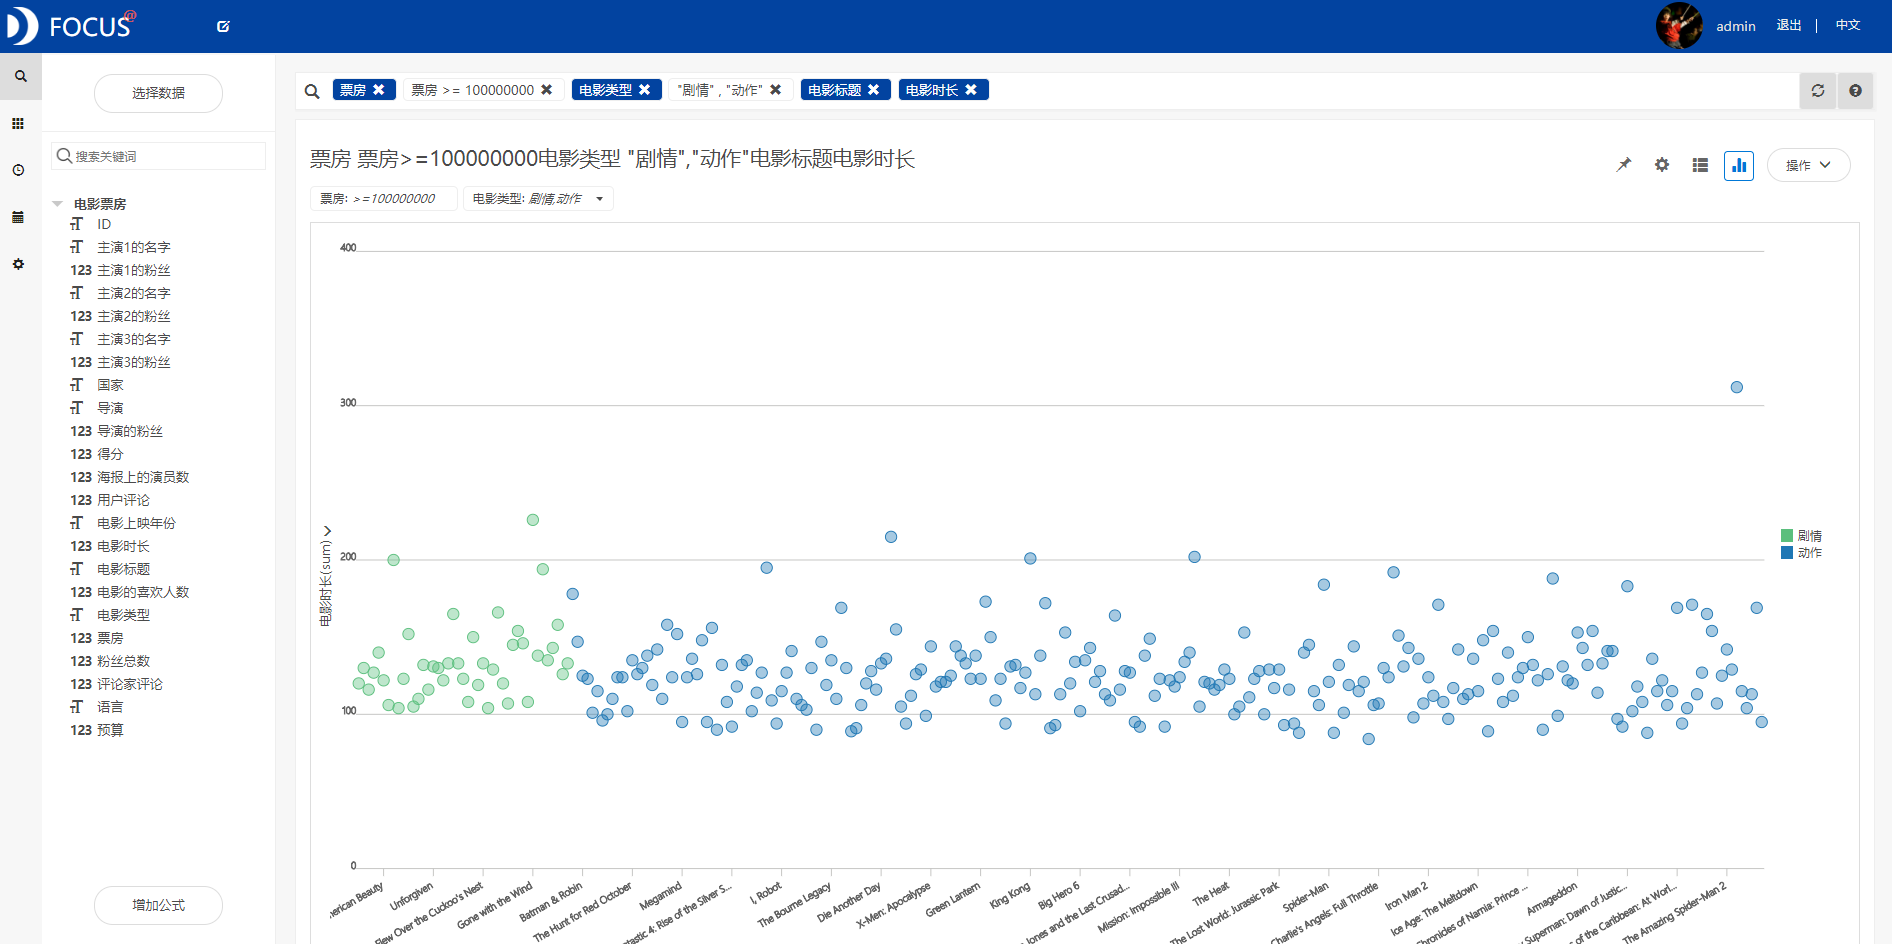 FOCUS@
admin 退出 | 中文
选择数据
搜索关键词
电影票房
ID
主演1的名字
123 主演1的粉丝
主演2的名字
123 主演2的粉丝
主演3的名字
123 主演3的粉丝
国家
导演
123 导演的粉丝
123 得分
123 海报上的演员数
123 用户评论
电影上映年份
123 电影时长
电影标题
123 电影的喜欢人数
电影类型
123 票房
123 粉丝总数
123 评论家评论
语言
123 预算
增加公式
票房 票房 >= 100000000 电影类型 "剧情" , "动作" 电影标题 电影时长
票房 票房>=100000000电影类型 "剧情","动作"电影标题电影时长
操作
票房: >=100000000 电影类型: 剧情,动作
400
300
200
100
0
电影时长(sum)
剧情
动作
nerican Beauty
Unforgiven
Flew Over the Cuckoo's Nest
Gone with the Wind
Batman & Robin
The Hunt for Red October
Megamind
tastic 4: Rise of the Silver S...
I, Robot
The Bourne Legacy
Die Another Day
X-Men: Apocalypse
Green Lantern
King Kong
Big Hero 6
Jones and the Last Crusad...
Mission: Impossible III
The Heat
The Lost World: Jurassic Park
Spider-Man
Charlie's Angels: Full Throttle
Iron Man 2
Ice Age: The Meltdown
hronicles of Narnia: Prince ...
Armageddon
Superman: Dawn of Justic...
s of the Caribbean: At Worl...
The Amazing Spider-Man 2